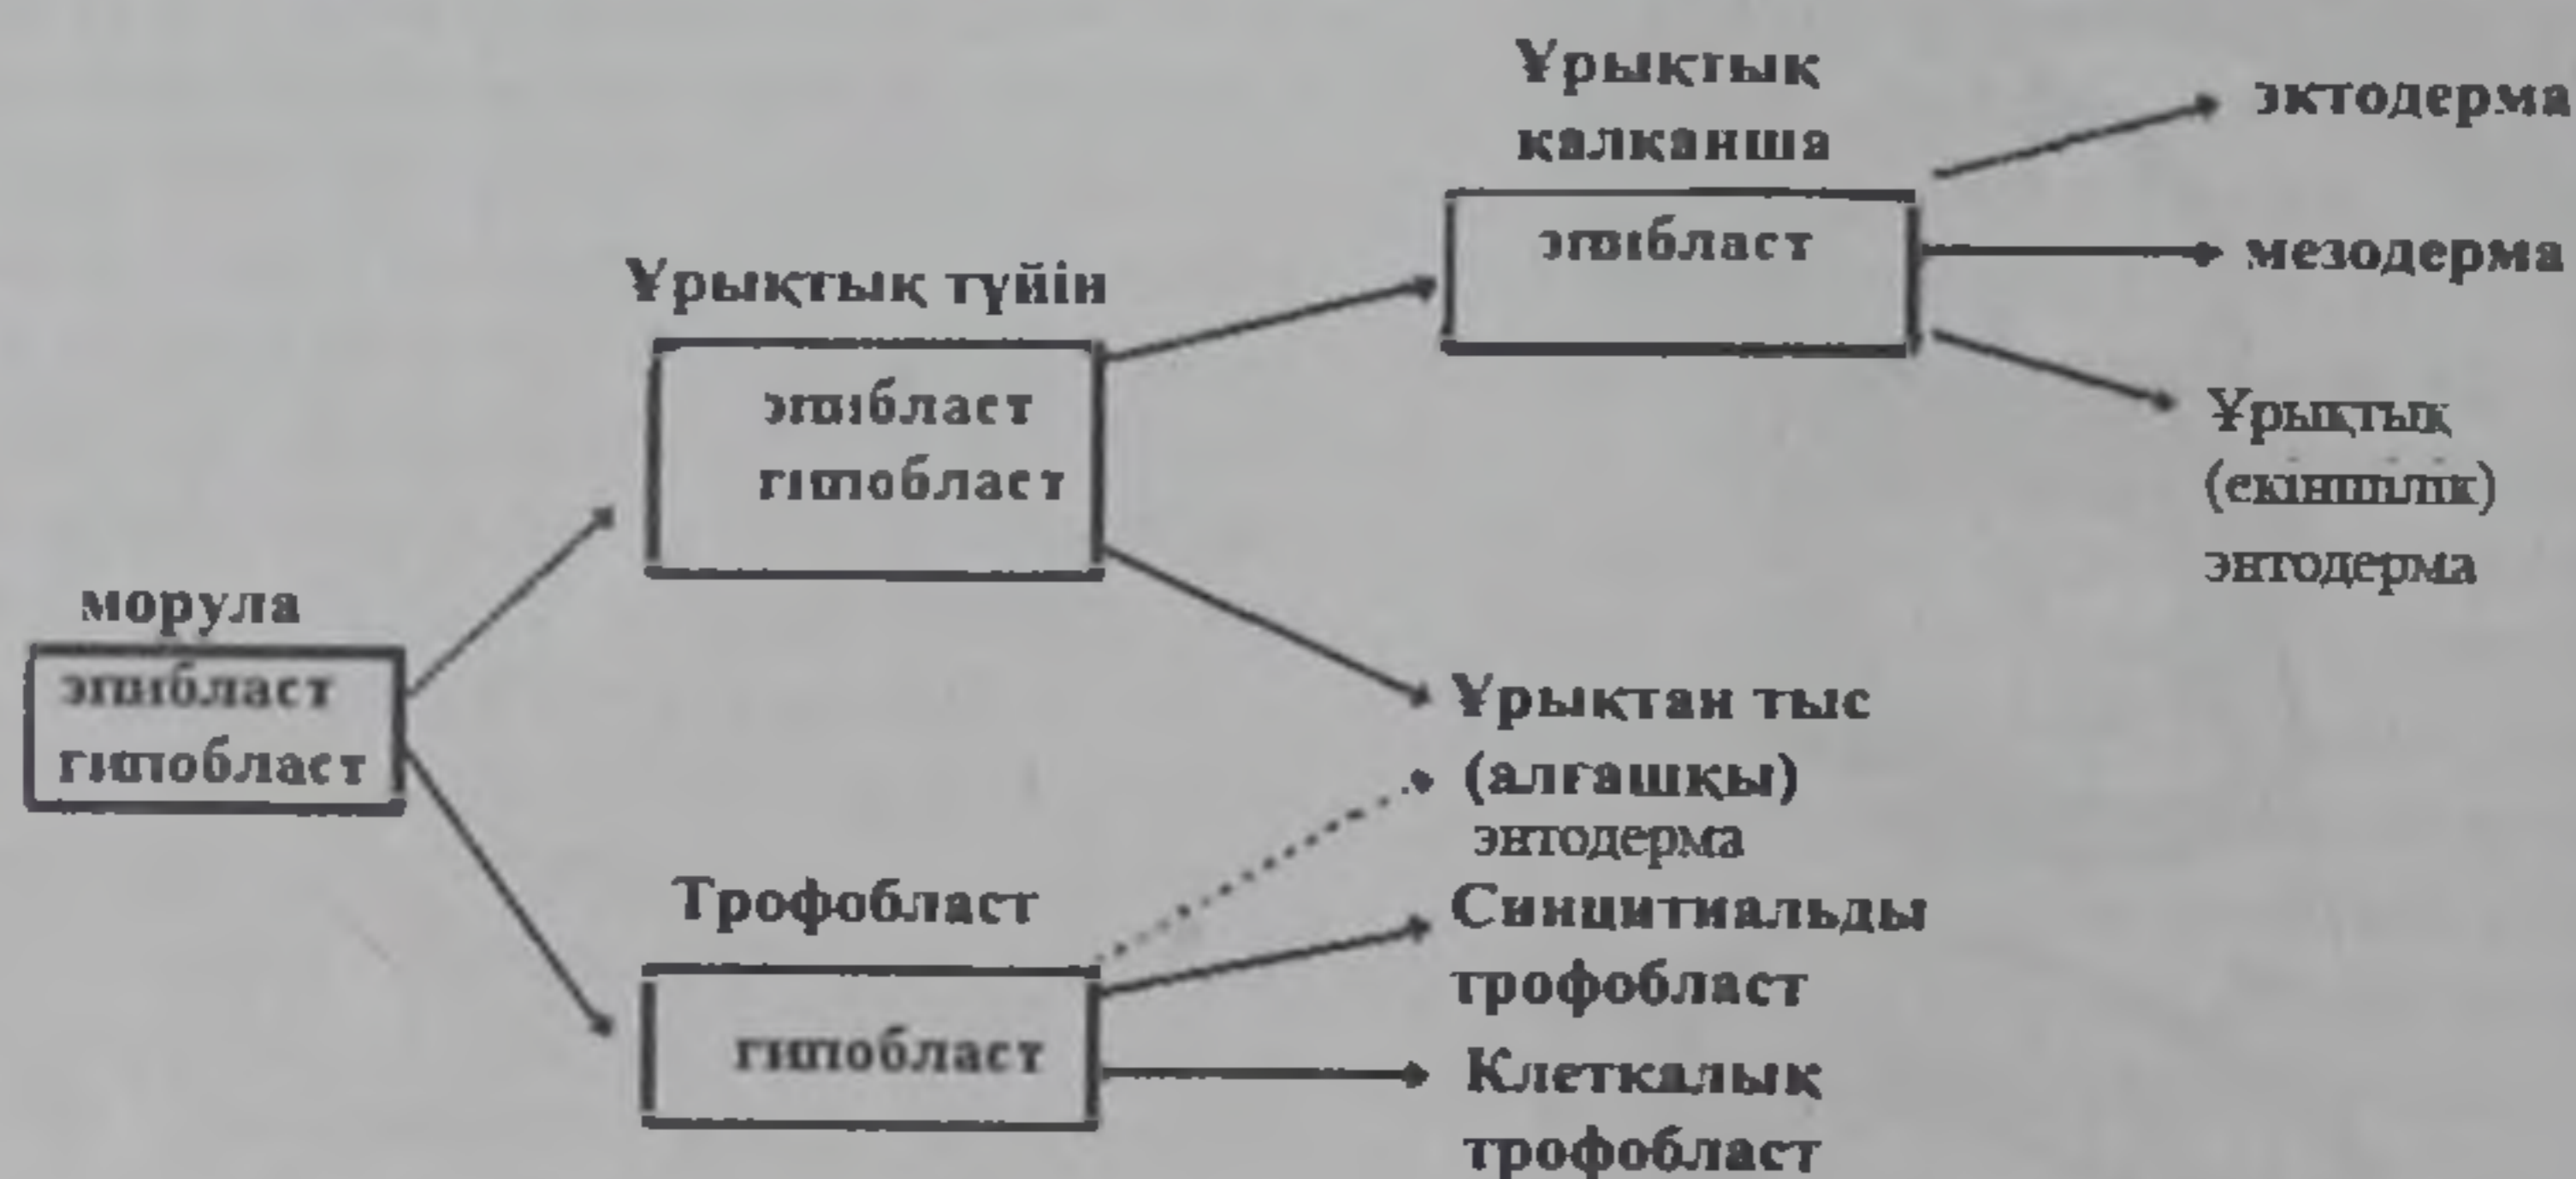 морула
эпибласт
гипобласт
Ұрықтық түйін
эпибласт
гипобласт
Трофобласт
гипобласт
Ұрықтық
қалқанша
эпибласт
эктодерма
мезодерма
Ұрықтық
(екіншілік)
энтодерма
Ұрықтан тыс
(алғашқы)
энтодерма
Синцитиальды
трофобласт
Клеткалық
трофобласт